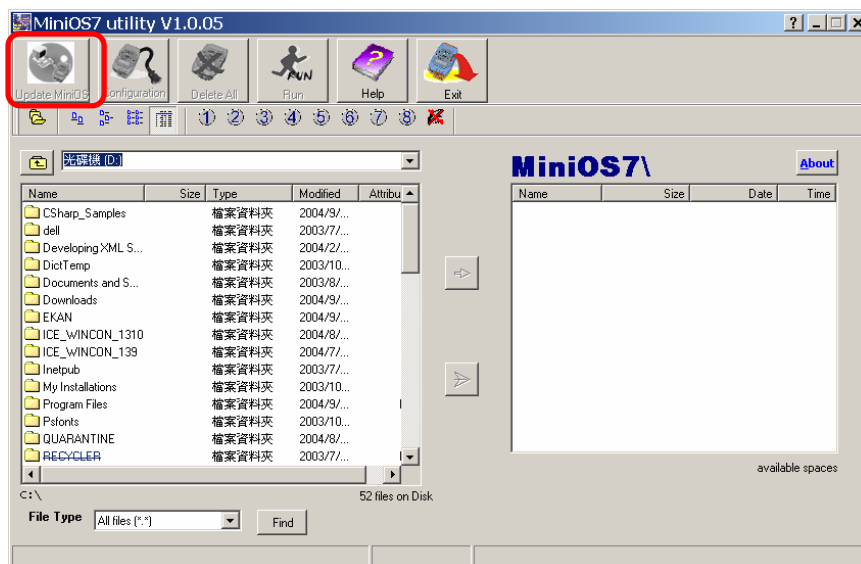 MiniOS7 utility V1.0.05
Update MiniOS Configuration Delete All Run Help Exit
1 2 3 4 5 6 7 8
光碟機 (D:)
MiniOS7\ About
Name Size Type Modified Attribu
Name Size Date Time
CSharp_Samples 檔案資料夾 2004/9/...
dell 檔案資料夾 2003/7/...
Developing XML S... 檔案資料夾 2004/2/...
DictTemp 檔案資料夾 2003/10...
Documents and S... 檔案資料夾 2003/8/...
Downloads 檔案資料夾 2004/9/...
EKAN 檔案資料夾 2004/9/...
ICE_WINCON_1310 檔案資料夾 2004/8/...
ICE_WINCON_139 檔案資料夾 2004/7/...
Inetpub 檔案資料夾 2003/7/...
My Installations 檔案資料夾 2003/10...
Program Files 檔案資料夾 2004/9/...
Psfonts 檔案資料夾 2003/10...
QUARANTINE 檔案資料夾 2004/8/...
RECYCLER 檔案資料夾 2003/7/...
available spaces
C:\ 52 files on Disk
File Type All files (*.*) Find